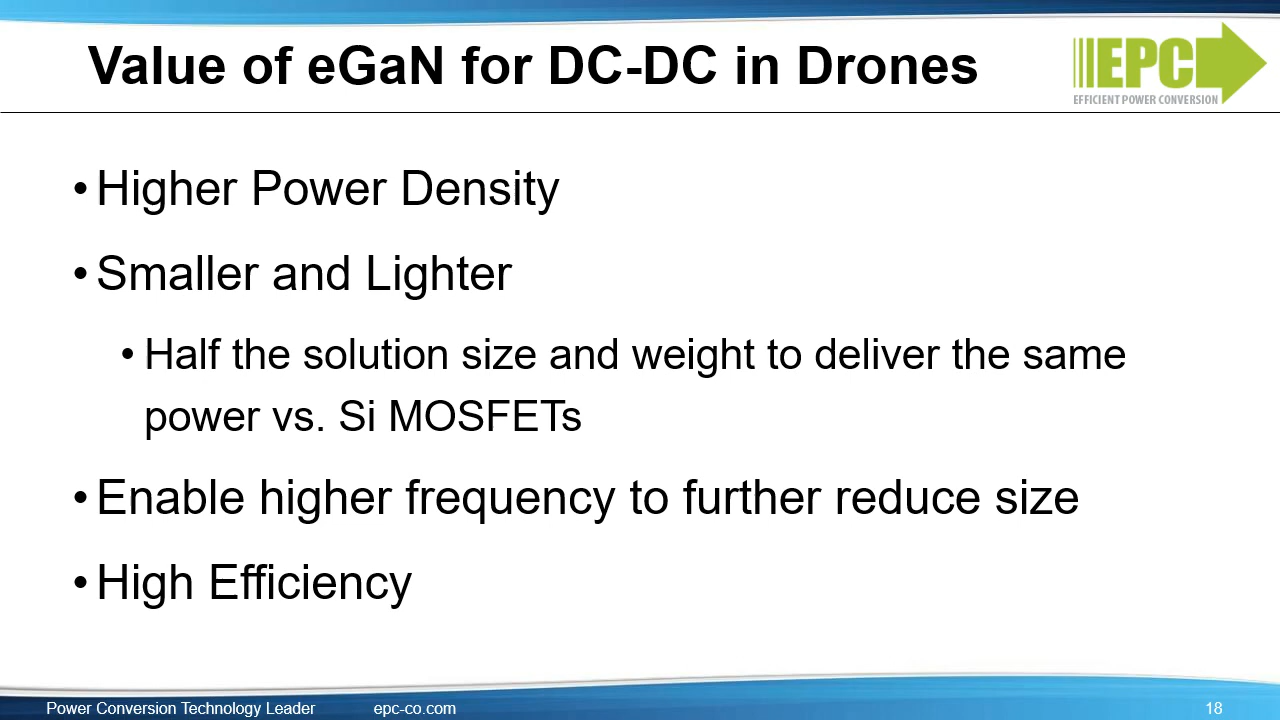 Value of eGaN for DC-DC in Drones
EPC
EFFICIENT POWER CONVERSION
• Higher Power Density
• Smaller and Lighter
• Half the solution size and weight to deliver the same
power vs. Si MOSFETs
• Enable higher frequency to further reduce size
• High Efficiency
Power Conversion Technology Leader epc-co.com 18